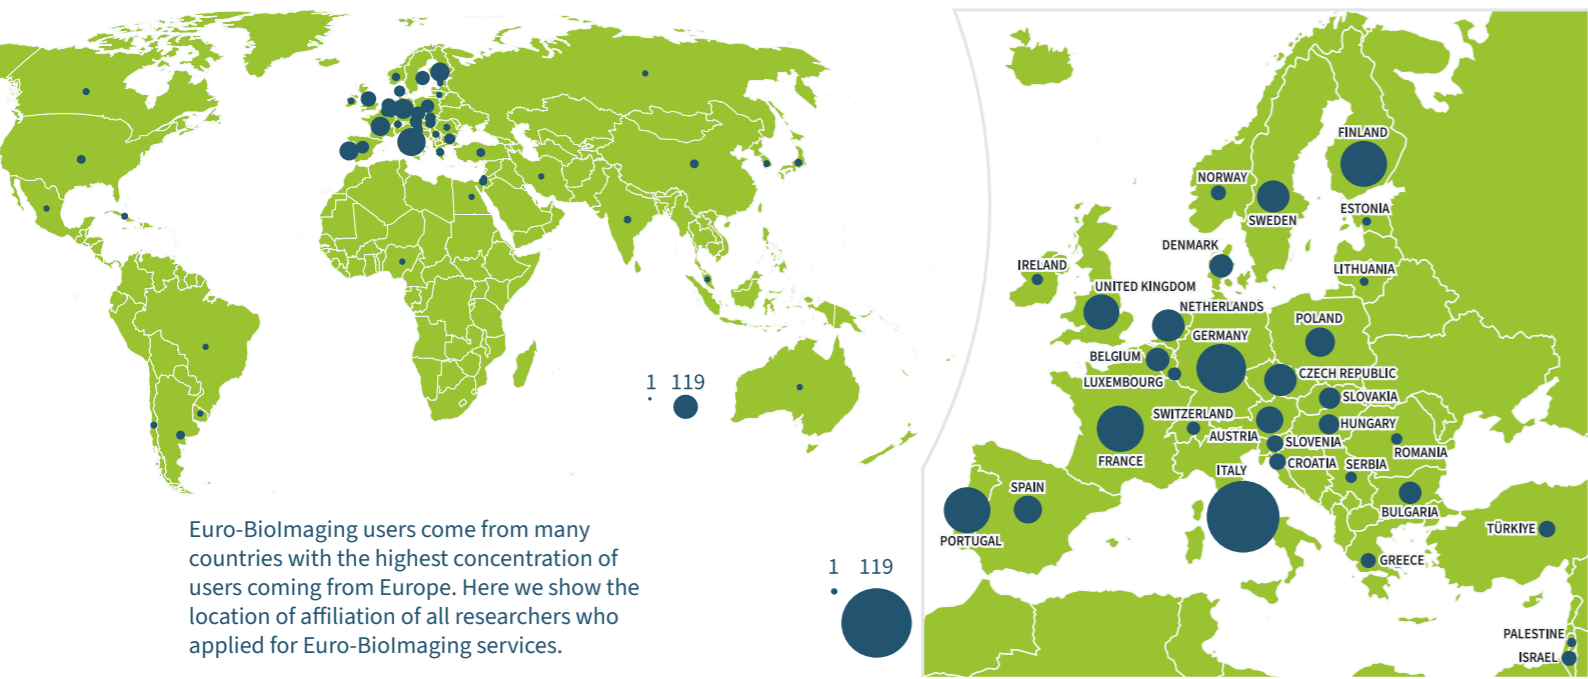 1 119
Euro-BioImaging users come from many
countries with the highest concentration of
users coming from Europe. Here we show the
location of affiliation of all researchers who
applied for Euro-BioImaging services.
1 119
FINLAND
NORWAY
SWEDEN
ESTONIA
DENMARK
IRELAND
LITHUANIA
UNITED KINGDOM
NETHERLANDS
POLAND
GERMANY
BELGIUM
CZECH REPUBLIC
LUXEMBOURG
SLOVAKIA
SWITZERLAND
HUNGARY
AUSTRIA
SLOVENIA
ROMANIA
FRANCE
CROATIA
SERBIA
ITALY
SPAIN
BULGARIA
TÜRKIYE
PORTUGAL
GREECE
PALESTINE
ISRAEL